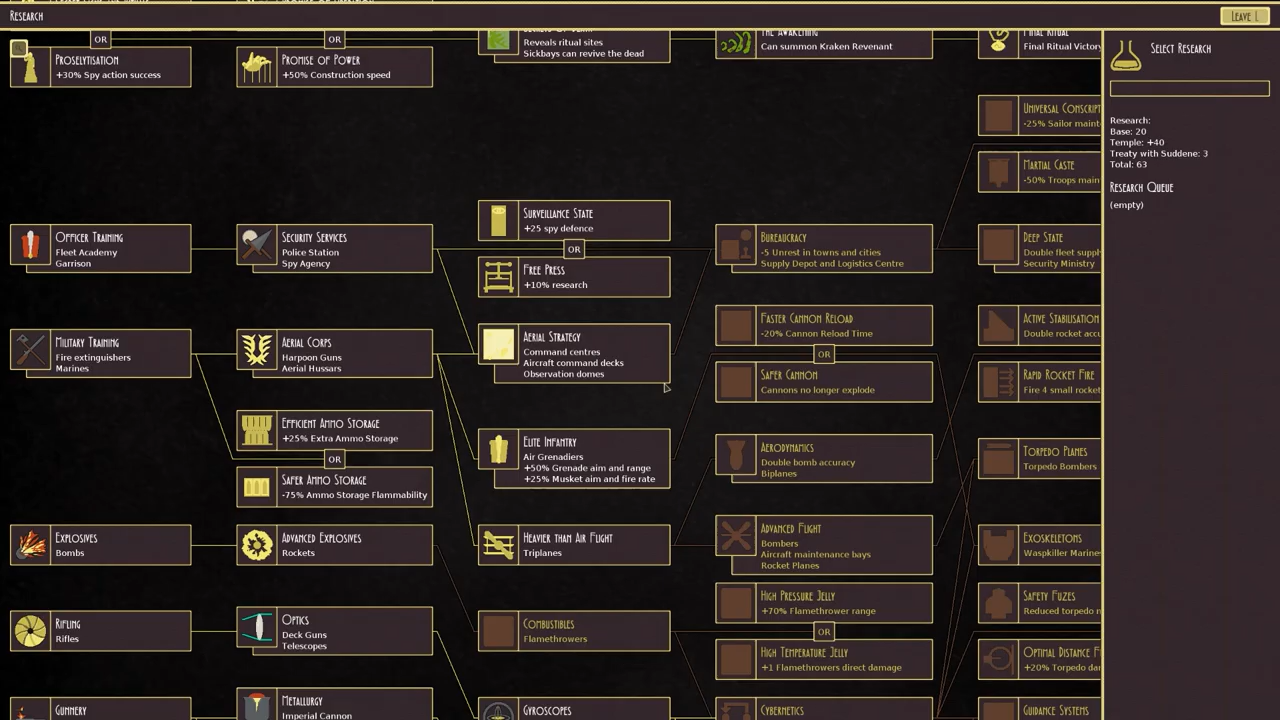 Research
Leave
OR
OR
Proselytisation
+30% Spy action success
Promise of Power
+50% Construction speed
Reveals ritual sites
Sickbays can revive the dead
The Awakening
Can summon Kraken Revenant
Final Ritual
Final Ritual Victory
Select Research
Research:
Base: 20
Temple: +40
Treaty with Suddene: 3
Total: 63
Research Queue
(empty)
Universal Conscript
-25% Sailor maint
Martial Caste
-50% Troops main
Officer Training
Fleet Academy
Garrison
Security Services
Police Station
Spy Agency
Surveillance State
+25 spy defence
OR
Free Press
+10% research
Bureaucracy
-5 Unrest in towns and cities
Supply Depot and Logistics Centre
Deep State
Double fleet suppl
Security Ministry
Military Training
Fire extinguishers
Marines
Aerial Corps
Harpoon Guns
Aerial Hussars
Aerial Strategy
Command centres
Aircraft command decks
Observation domes
Faster Cannon Reload
-20% Cannon Reload Time
OR
Safer Cannon
Cannons no longer explode
Active Stabilisation
Double rocket accu
Rapid Rocket Fire
Fire 4 small rocket
Efficient Ammo Storage
+25% Extra Ammo Storage
OR
Safer Ammo Storage
-75% Ammo Storage Flammability
Elite Infantry
Air Grenadiers
+50% Grenade aim and range
+25% Musket aim and fire rate
Aerodynamics
Double bomb accuracy
Biplanes
Torpedo Planes
Torpedo Bombers
Explosives
Bombs
Advanced Explosives
Rockets
Heavier than Air Flight
Triplanes
Advanced Flight
Bombers
Aircraft maintenance bays
Rocket Planes
Exoskeletons
Waspkiller Marine
Rifling
Rifles
Optics
Deck Guns
Telescopes
Combustibles
Flamethrowers
High Pressure Jelly
+70% Flamethrower range
OR
High Temperature Jelly
+1 Flamethrowers direct damage
Safety Fuzes
Reduced torpedo m
Optimal Distance F
+20% Torpedo dar
Gunnery
Metallurgy
Imperial Cannon
Gyroscopes
Cybernetics
Guidance Systems